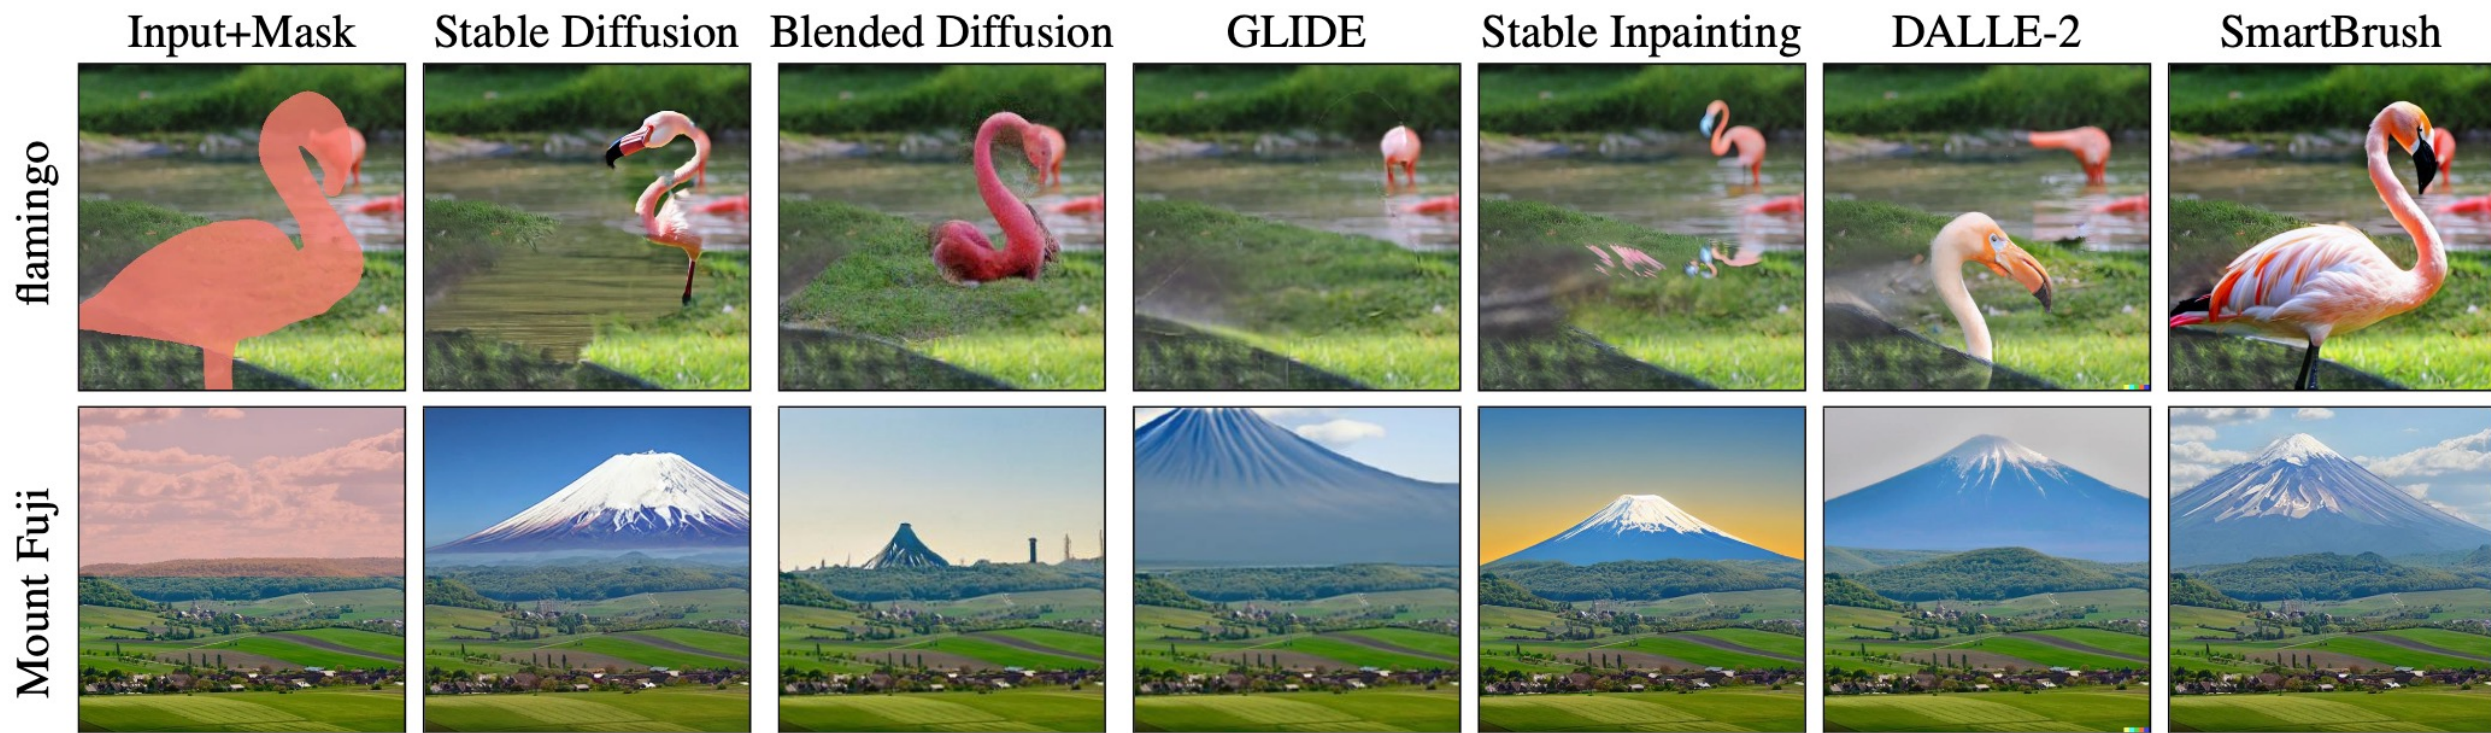 Input+Mask Stable Diffusion Blended Diffusion GLIDE Stable Inpainting DALLE-2 SmartBrush
flamingo
Mount Fuji